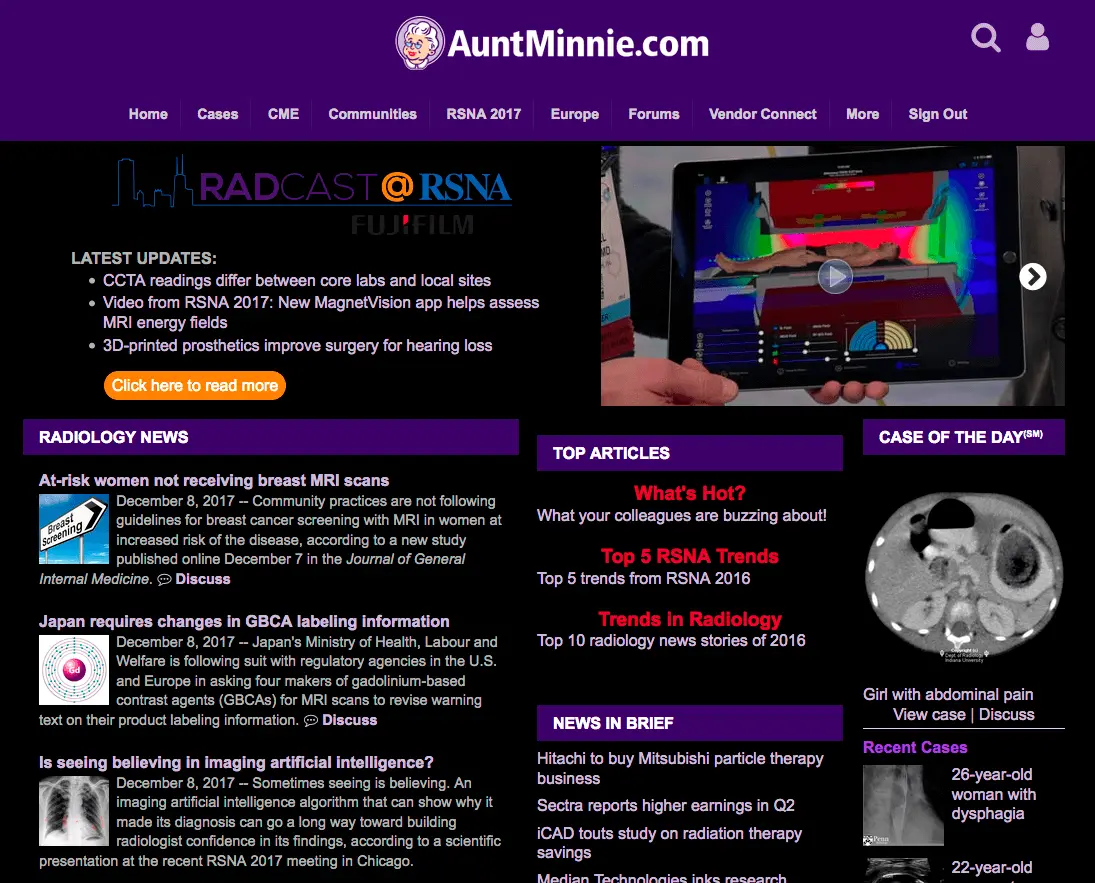 AuntMinnie.com
Home Cases CME Communities RSNA 2017 Europe Forums Vendor Connect More Sign Out
RADCAST@RSNA
FUJIFILM
LATEST UPDATES:
• CCTA readings differ between core labs and local sites
• Video from RSNA 2017: New MagnetVision app helps assess
MRI energy fields
• 3D-printed prosthetics improve surgery for hearing loss
Click here to read more
RADIOLOGY NEWS
At-risk women not receiving breast MRI scans
Breast
Screening
December 8, 2017 -- Community practices are not following
guidelines for breast cancer screening with MRI in women at
increased risk of the disease, according to a new study
published online December 7 in the Journal of General
Internal Medicine. Discuss
Japan requires changes in GBCA labeling information
Gd
December 8, 2017 -- Japan's Ministry of Health, Labour and
Welfare is following suit with regulatory agencies in the U.S.
and Europe in asking four makers of gadolinium-based
contrast agents (GBCAs) for MRI scans to revise warning
text on their product labeling information. Discuss
Is seeing believing in imaging artificial intelligence?
December 8, 2017 -- Sometimes seeing is believing. An
imaging artificial intelligence algorithm that can show why it
made its diagnosis can go a long way toward building
radiologist confidence in its findings, according to a scientific
presentation at the recent RSNA 2017 meeting in Chicago.
TOP ARTICLES
What's Hot?
What your colleagues are buzzing about!
Top 5 RSNA Trends
Top 5 trends from RSNA 2016
Trends in Radiology
Top 10 radiology news stories of 2016
NEWS IN BRIEF
Hitachi to buy Mitsubishi particle therapy
business
Sectra reports higher earnings in Q2
iCAD touts study on radiation therapy
savings
Median Technologies inks research
CASE OF THE DAY(SM)
Copyright (c)
Dept. of Radiology
Indiana University
Girl with abdominal pain
View case | Discuss
Recent Cases
Penn
26-year-old
woman with
dysphagia
22-year-old